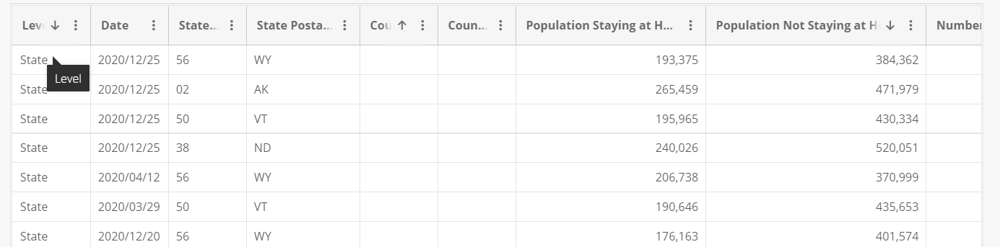 Lev Date State... State Posta... Cou Coun... Population Staying at H... Population Not Staying at H Number
State 2020/12/25 56 WY 193,375 384,362
Level
State 2020/12/25 02 AK 265,459 471,979
State 2020/12/25 50 VT 195,965 430,334
State 2020/12/25 38 ND 240,026 520,051
State 2020/04/12 56 WY 206,738 370,999
State 2020/03/29 50 VT 190,646 435,653
State 2020/12/20 56 WY 176,163 401,574